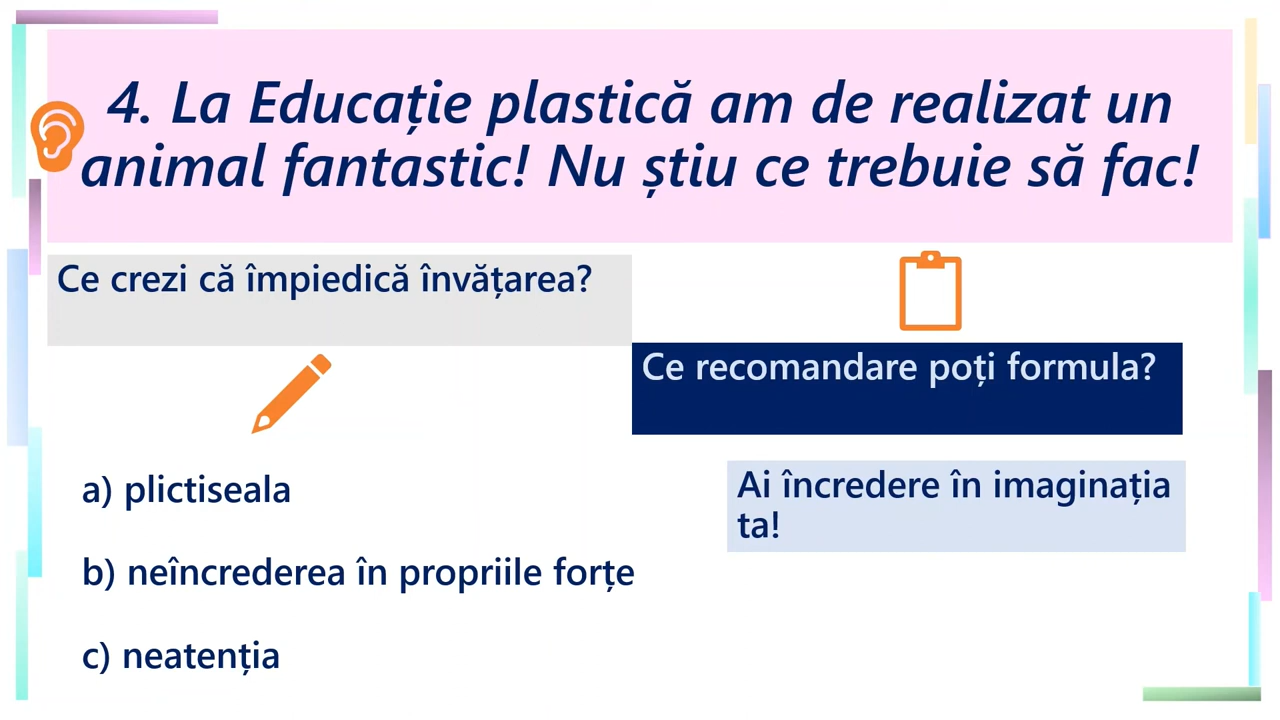 4. La Educație plastică am de realizat un
animal fantastic! Nu știu ce trebuie să fac!
Ce crezi că împiedică învățarea?
Ce recomandare poți formula?
a) plictiseala
Ai încredere în imaginația
ta!
b) neîncrederea în propriile forțe
c) neatenția